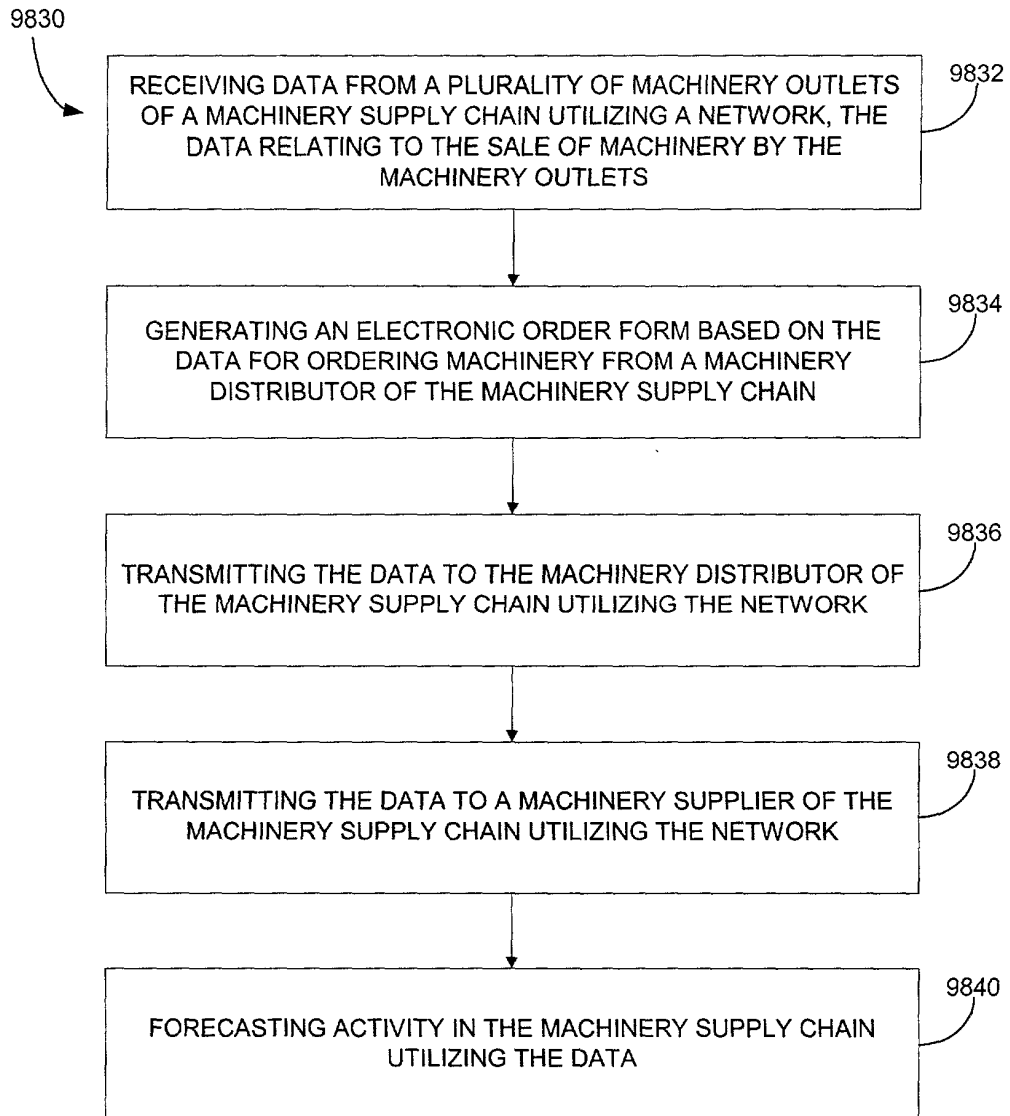 9830
9832
RECEIVING DATA FROM A PLURALITY OF MACHINERY OUTLETS
OF A MACHINERY SUPPLY CHAIN UTILIZING A NETWORK, THE
DATA RELATING TO THE SALE OF MACHINERY BY THE
MACHINERY OUTLETS
9834
GENERATING AN ELECTRONIC ORDER FORM BASED ON THE
DATA FOR ORDERING MACHINERY FROM A MACHINERY
DISTRIBUTOR OF THE MACHINERY SUPPLY CHAIN
9836
TRANSMITTING THE DATA TO THE MACHINERY DISTRIBUTOR OF
THE MACHINERY SUPPLY CHAIN UTILIZING THE NETWORK
9838
TRANSMITTING THE DATA TO A MACHINERY SUPPLIER OF THE
MACHINERY SUPPLY CHAIN UTILIZING THE NETWORK
9840
FORECASTING ACTIVITY IN THE MACHINERY SUPPLY CHAIN
UTILIZING THE DATA